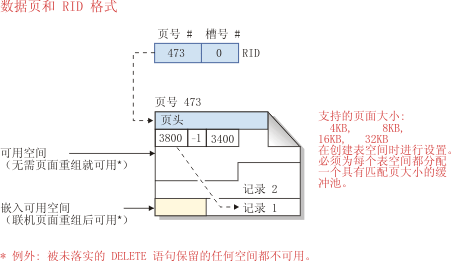 数据页和 RID 格式
页号 # 槽号 #
473 0 RID
页号 473
页头
3800 -1 3400
支持的页面大小:
4KB, 8KB,
16KB, 32KB
在创建表空间时进行设置。
必须为每个表空间都分配
一个具有匹配页大小的缓
冲池。
可用空间
(无需页面重组就可用*)
记录 2
嵌入可用空间
(联机页面重组后可用*)
记录 1
* 例外: 被未落实的 DELETE 语句保留的任何空间都不可用。